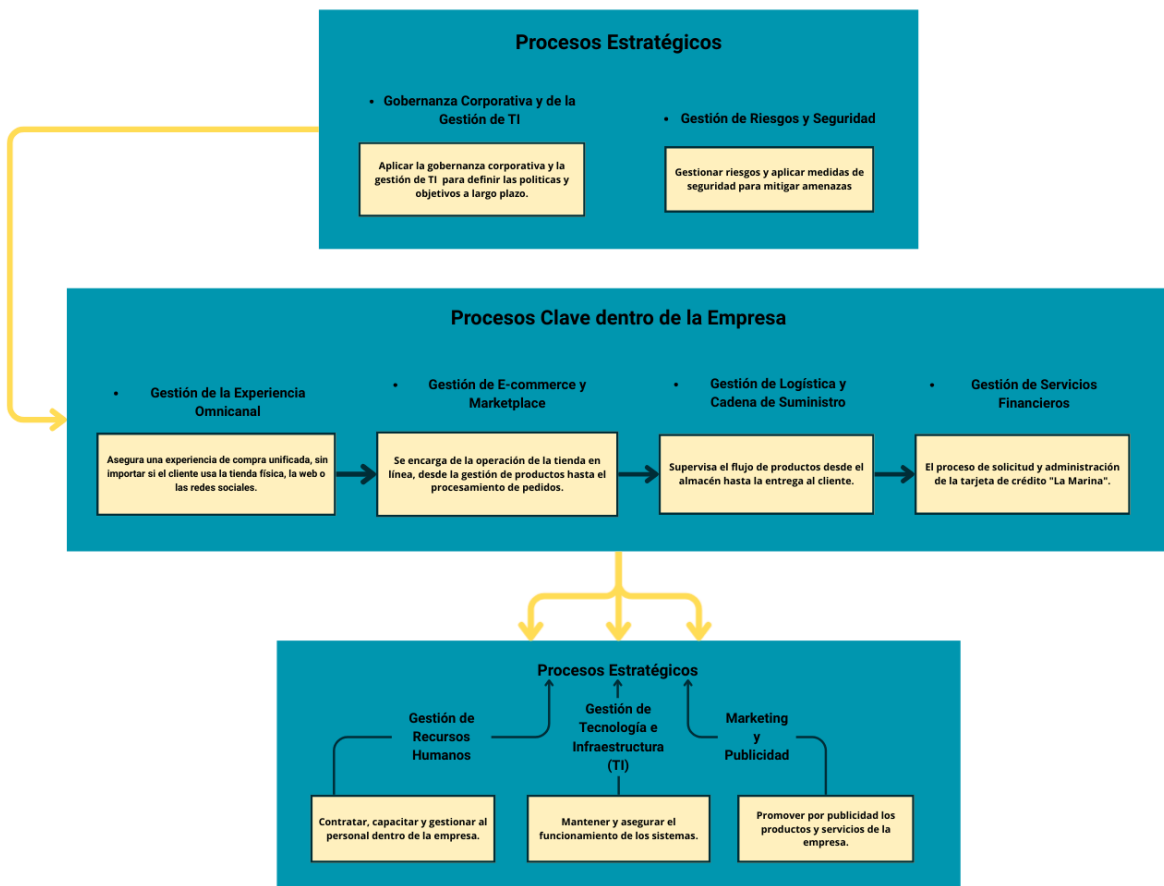 Procesos Estratégicos
• Gobernanza Corporativa y de la
Gestión de TI
Aplicar la gobernanza corporativa y la
gestión de TI para definir las politicas y
objetivos a largo plazo.
• Gestión de Riesgos y Seguridad
Gestionar riesgos y aplicar medidas de
seguridad para mitigar amenazas
Procesos Clave dentro de la Empresa
• Gestión de la Experiencia
Omnicanal
Asegura una experiencia de compra unificada, sin
importar si el cliente usa la tienda física, la web o
las redes sociales.
• Gestión de E-commerce y
Marketplace
Se encarga de la operación de la tienda en
línea, desde la gestión de productos hasta el
procesamiento de pedidos.
• Gestión de Logística y
Cadena de Suministro
Supervisa el flujo de productos desde el
almacén hasta la entrega al cliente.
• Gestión de Servicios
Financieros
El proceso de solicitud y administración
de la tarjeta de crédito "La Marina".
Procesos Estratégicos
Gestión de
Recursos
Humanos
Contratar, capacitar y gestionar al
personal dentro de la empresa.
Gestión de
Tecnología e
Infraestructura
(TI)
Mantener y asegurar el
funcionamiento de los sistemas.
Marketing
y
Publicidad
Promover por publicidad los
productos y servicios de la
empresa.